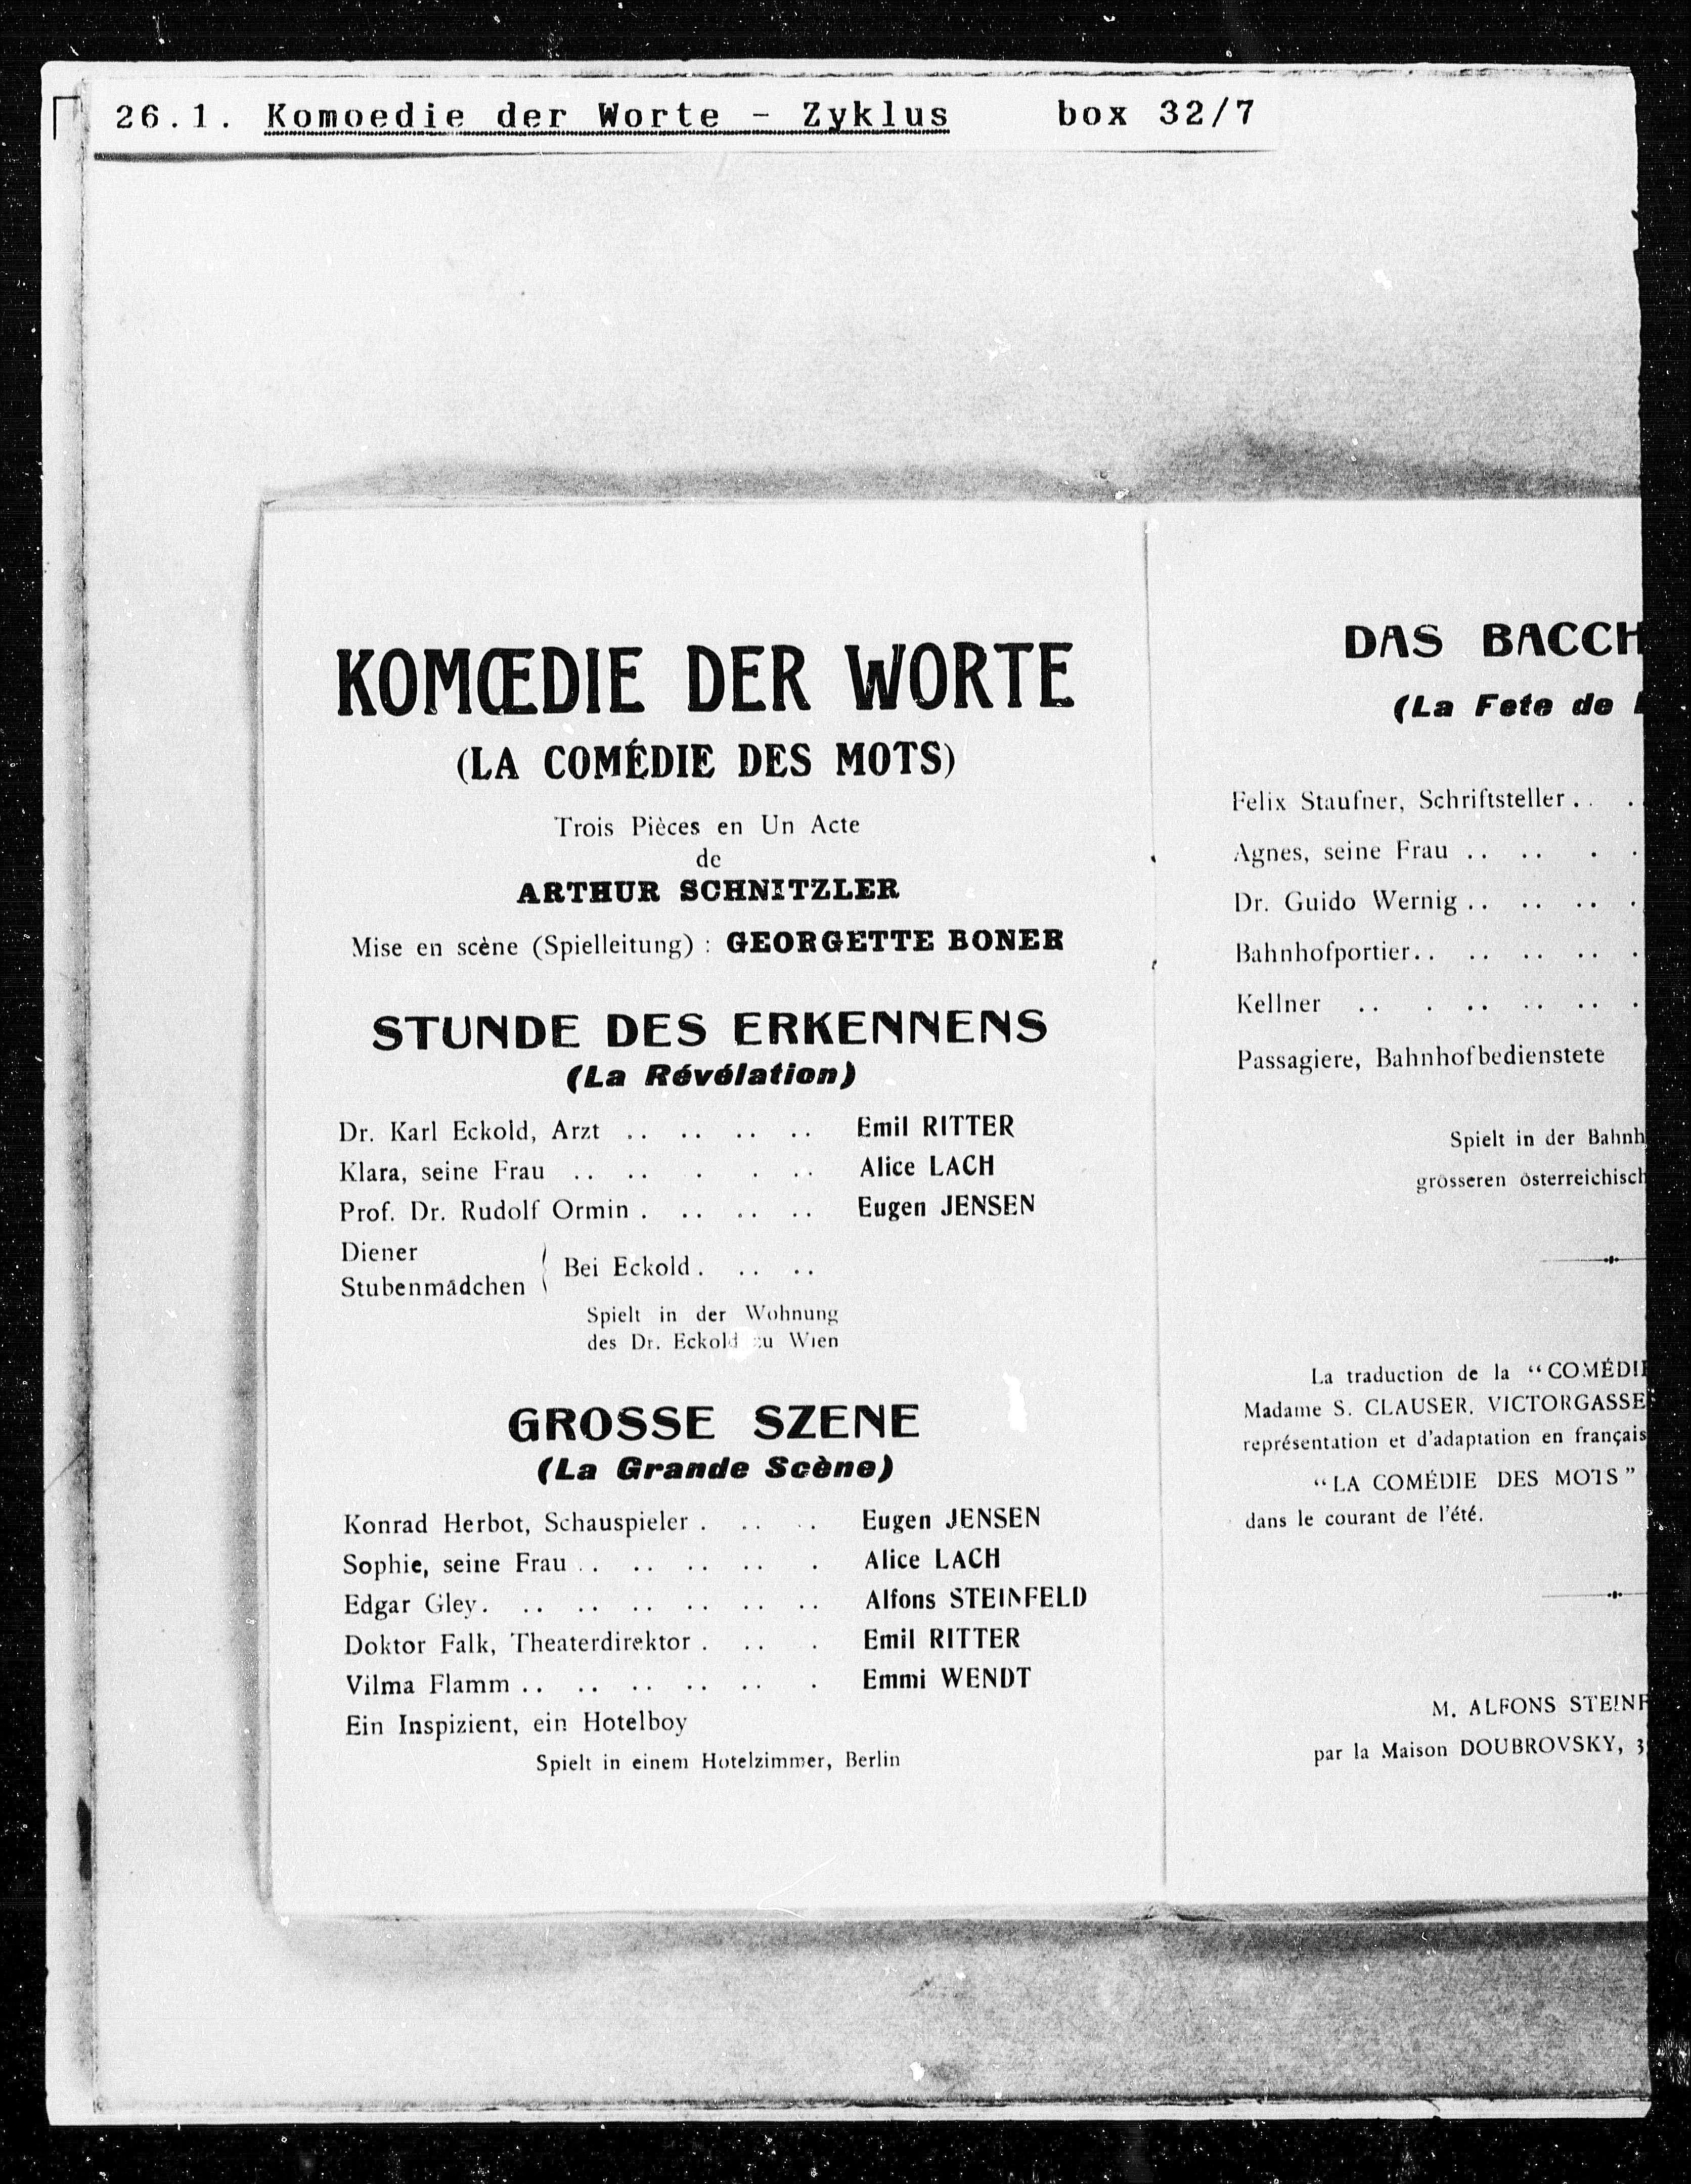 26.1. Komoedie der Worte - Zyklus box 32/7
KOMŒDIE DER WORTE
(LA COMÉDIE DES MOTS)
Trois Pièces en Un Acte
de
ARTHUR SCHNITZLER
Mise en scène (Spielleitung) : GEORGETTE BONER
STUNDE DES ERKENNENS
(La Révélation)
Dr. Karl Eckold, Arzt .. .. .. .. Emil RITTER
Klara, seine Frau .. .. . . .. Alice LACH
Prof. Dr. Rudolf Ormin . .. .. .. Eugen JENSEN
Diener
Stubenmädchen
Bei Eckold . .. ..
Spielt in der Wohnung
des Dr. Eckold zu Wien
GROSSE SZENE
(La Grande Scène)
Konrad Herbot, Schauspieler . .. .. Eugen JENSEN
Sophie, seine Frau .. .. .. .. . Alice LACH
Edgar Gley. .. .. .. .. .. .. Alfons STEINFELD
Doktor Falk, Theaterdirektor . .. . Emil RITTER
Vilma Flamm .. .. .. .. .. . Emmi WENDT
Ein Inspizient, ein Hotelboy
Spielt in einem Hotelzimmer, Berlin
DAS BACCH
(La Fete de
Felix Staufner, Schriftsteller . . .
Agnes, seine Frau .. .. . .
Dr. Guido Wernig .. .. .. .
Bahnhofportier.. .. .. .. .
Kellner .. . .. .. .. .
Passagiere, Bahnhofbedienstete
Spielt in der Bahnh
grösseren österreichisch
La traduction de la “COMÉDI
Madame S. CLAUSER, VICTORGASSE
représentation et d'adaptation en français
“LA COMÉDIE DES MOTS”
dans le courant de l'été.
M. ALFONS STEINF
par la Maison DOUBROVSKY, 3